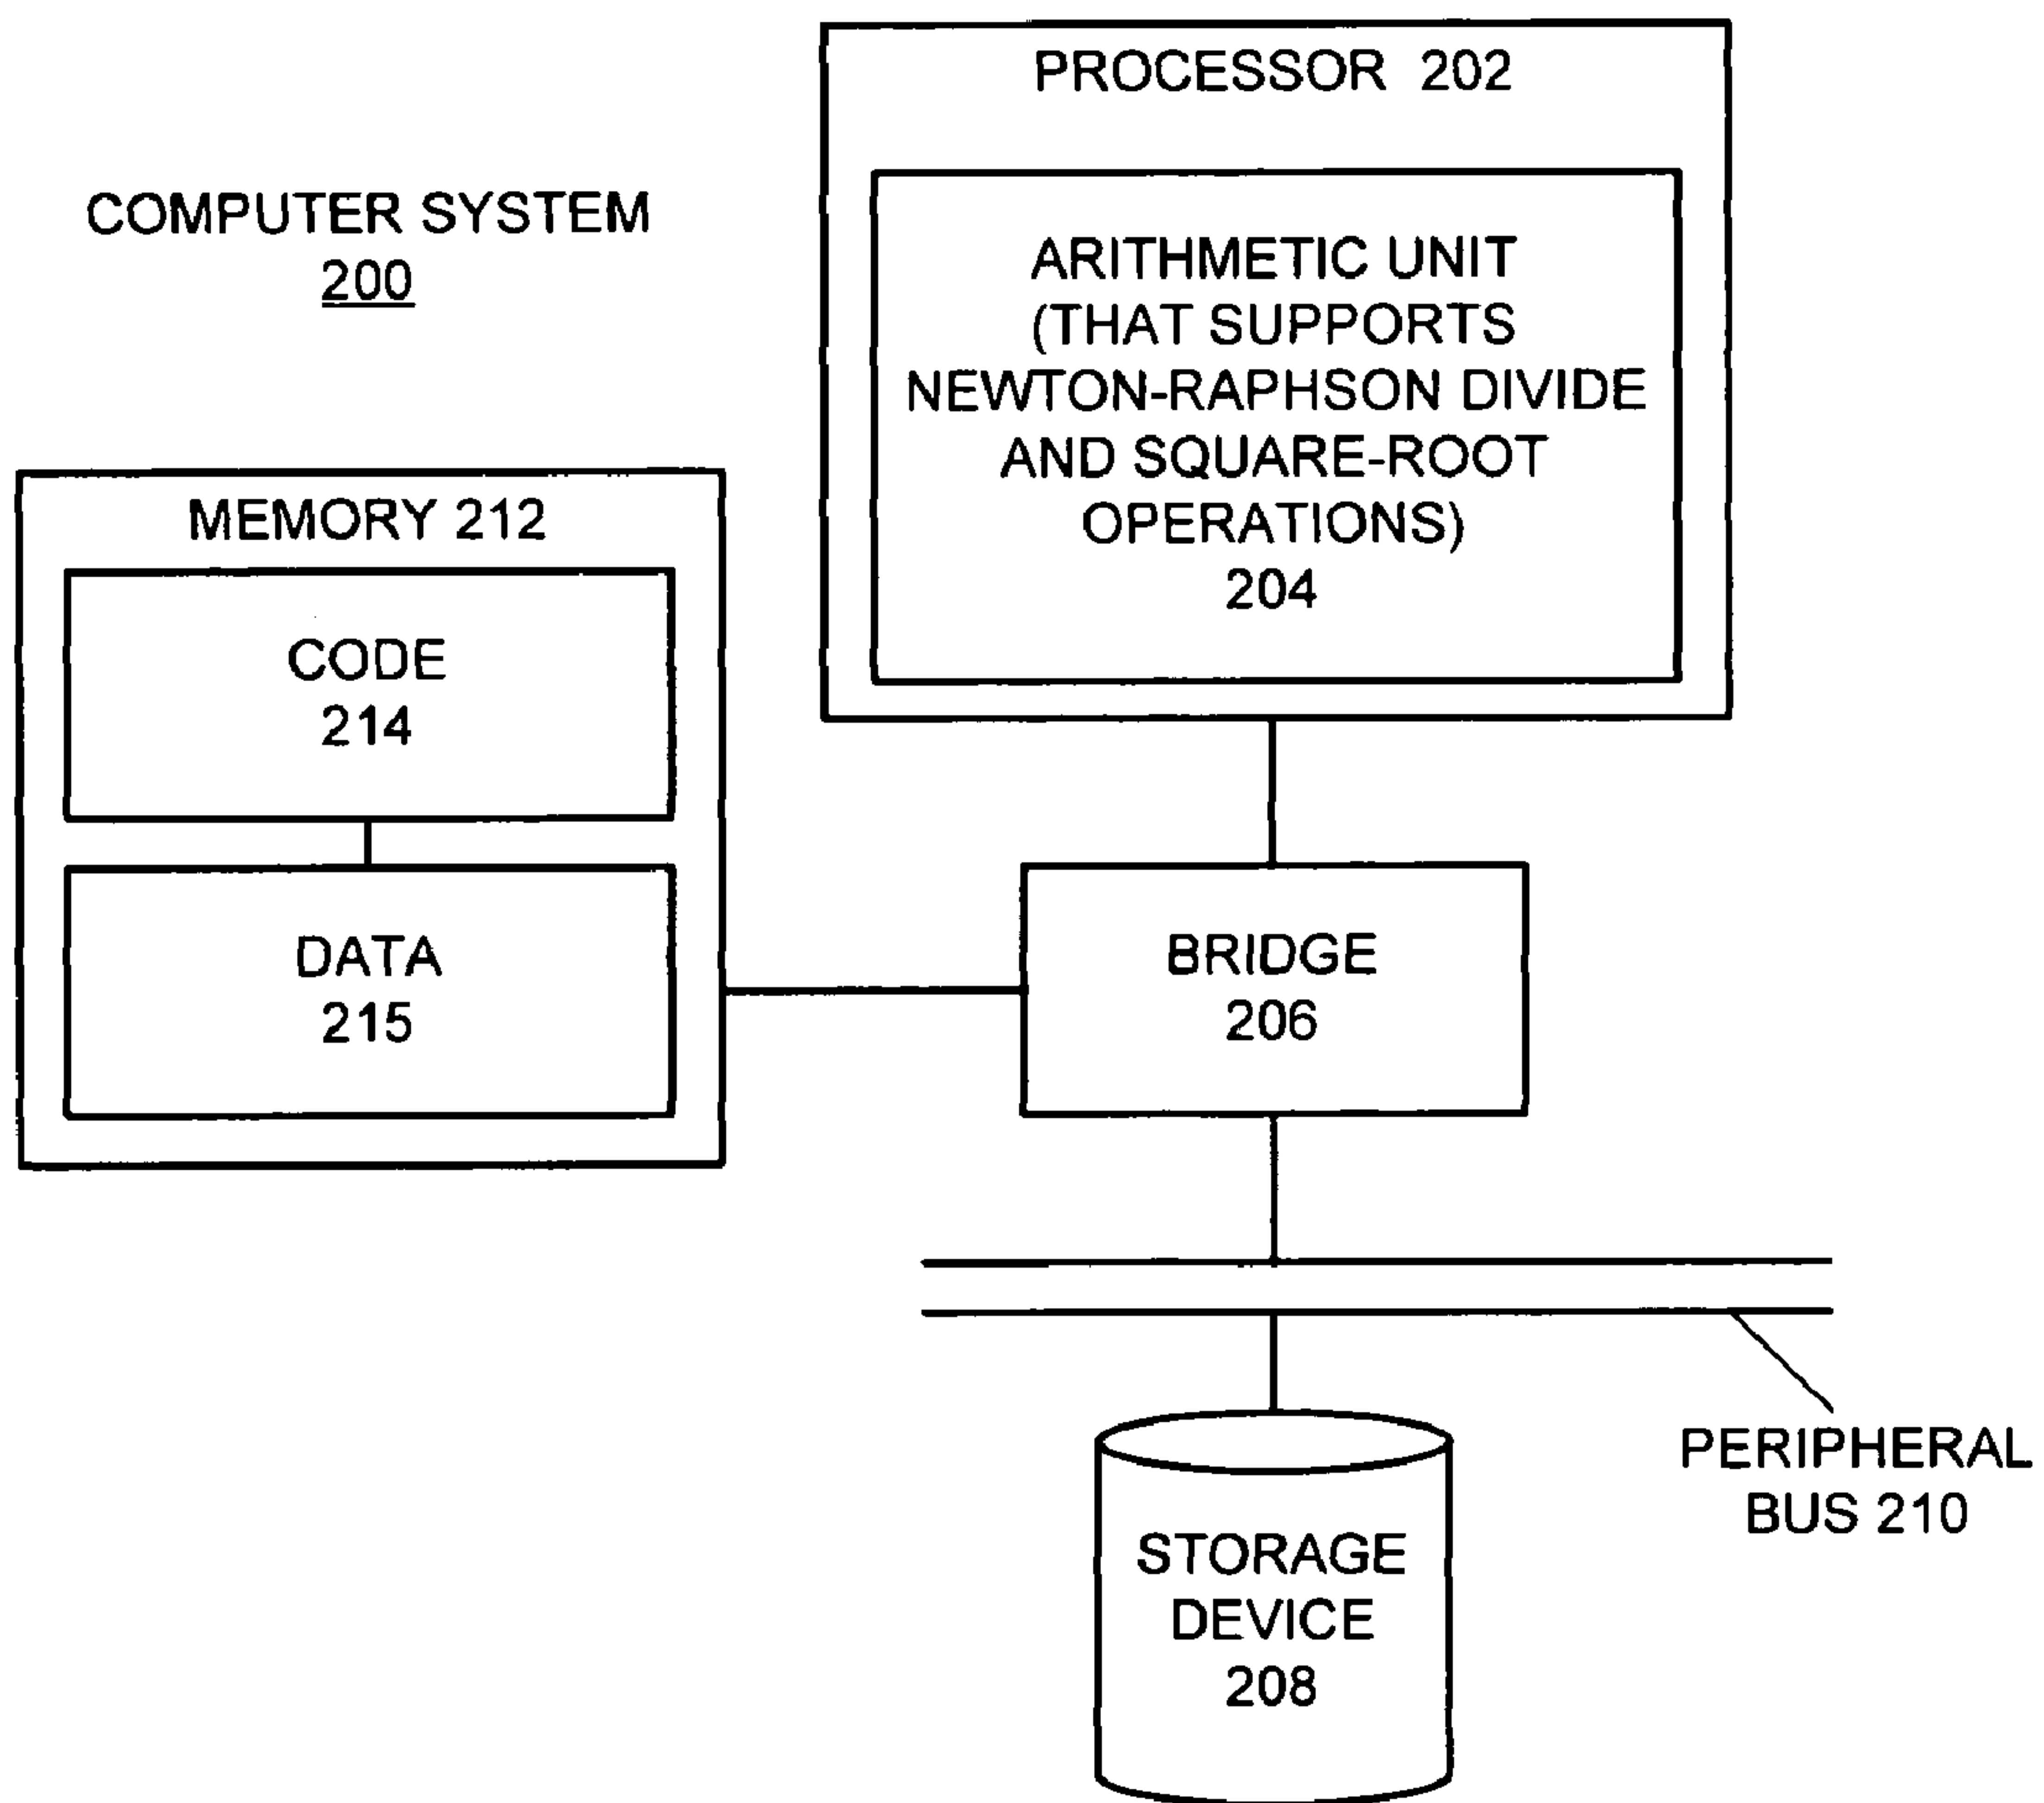 PROCESSOR 202
COMPUTER SYSTEM
200
ARITHMETIC UNIT
(THAT SUPPORTS
NEWTON-RAPHSON DIVIDE
AND SQUARE-ROOT
OPERATIONS)
204
MEMORY 212
CODE
214
DATA
215
BRIDGE
206
PERIPHERAL
BUS 210
STORAGE
DEVICE
208